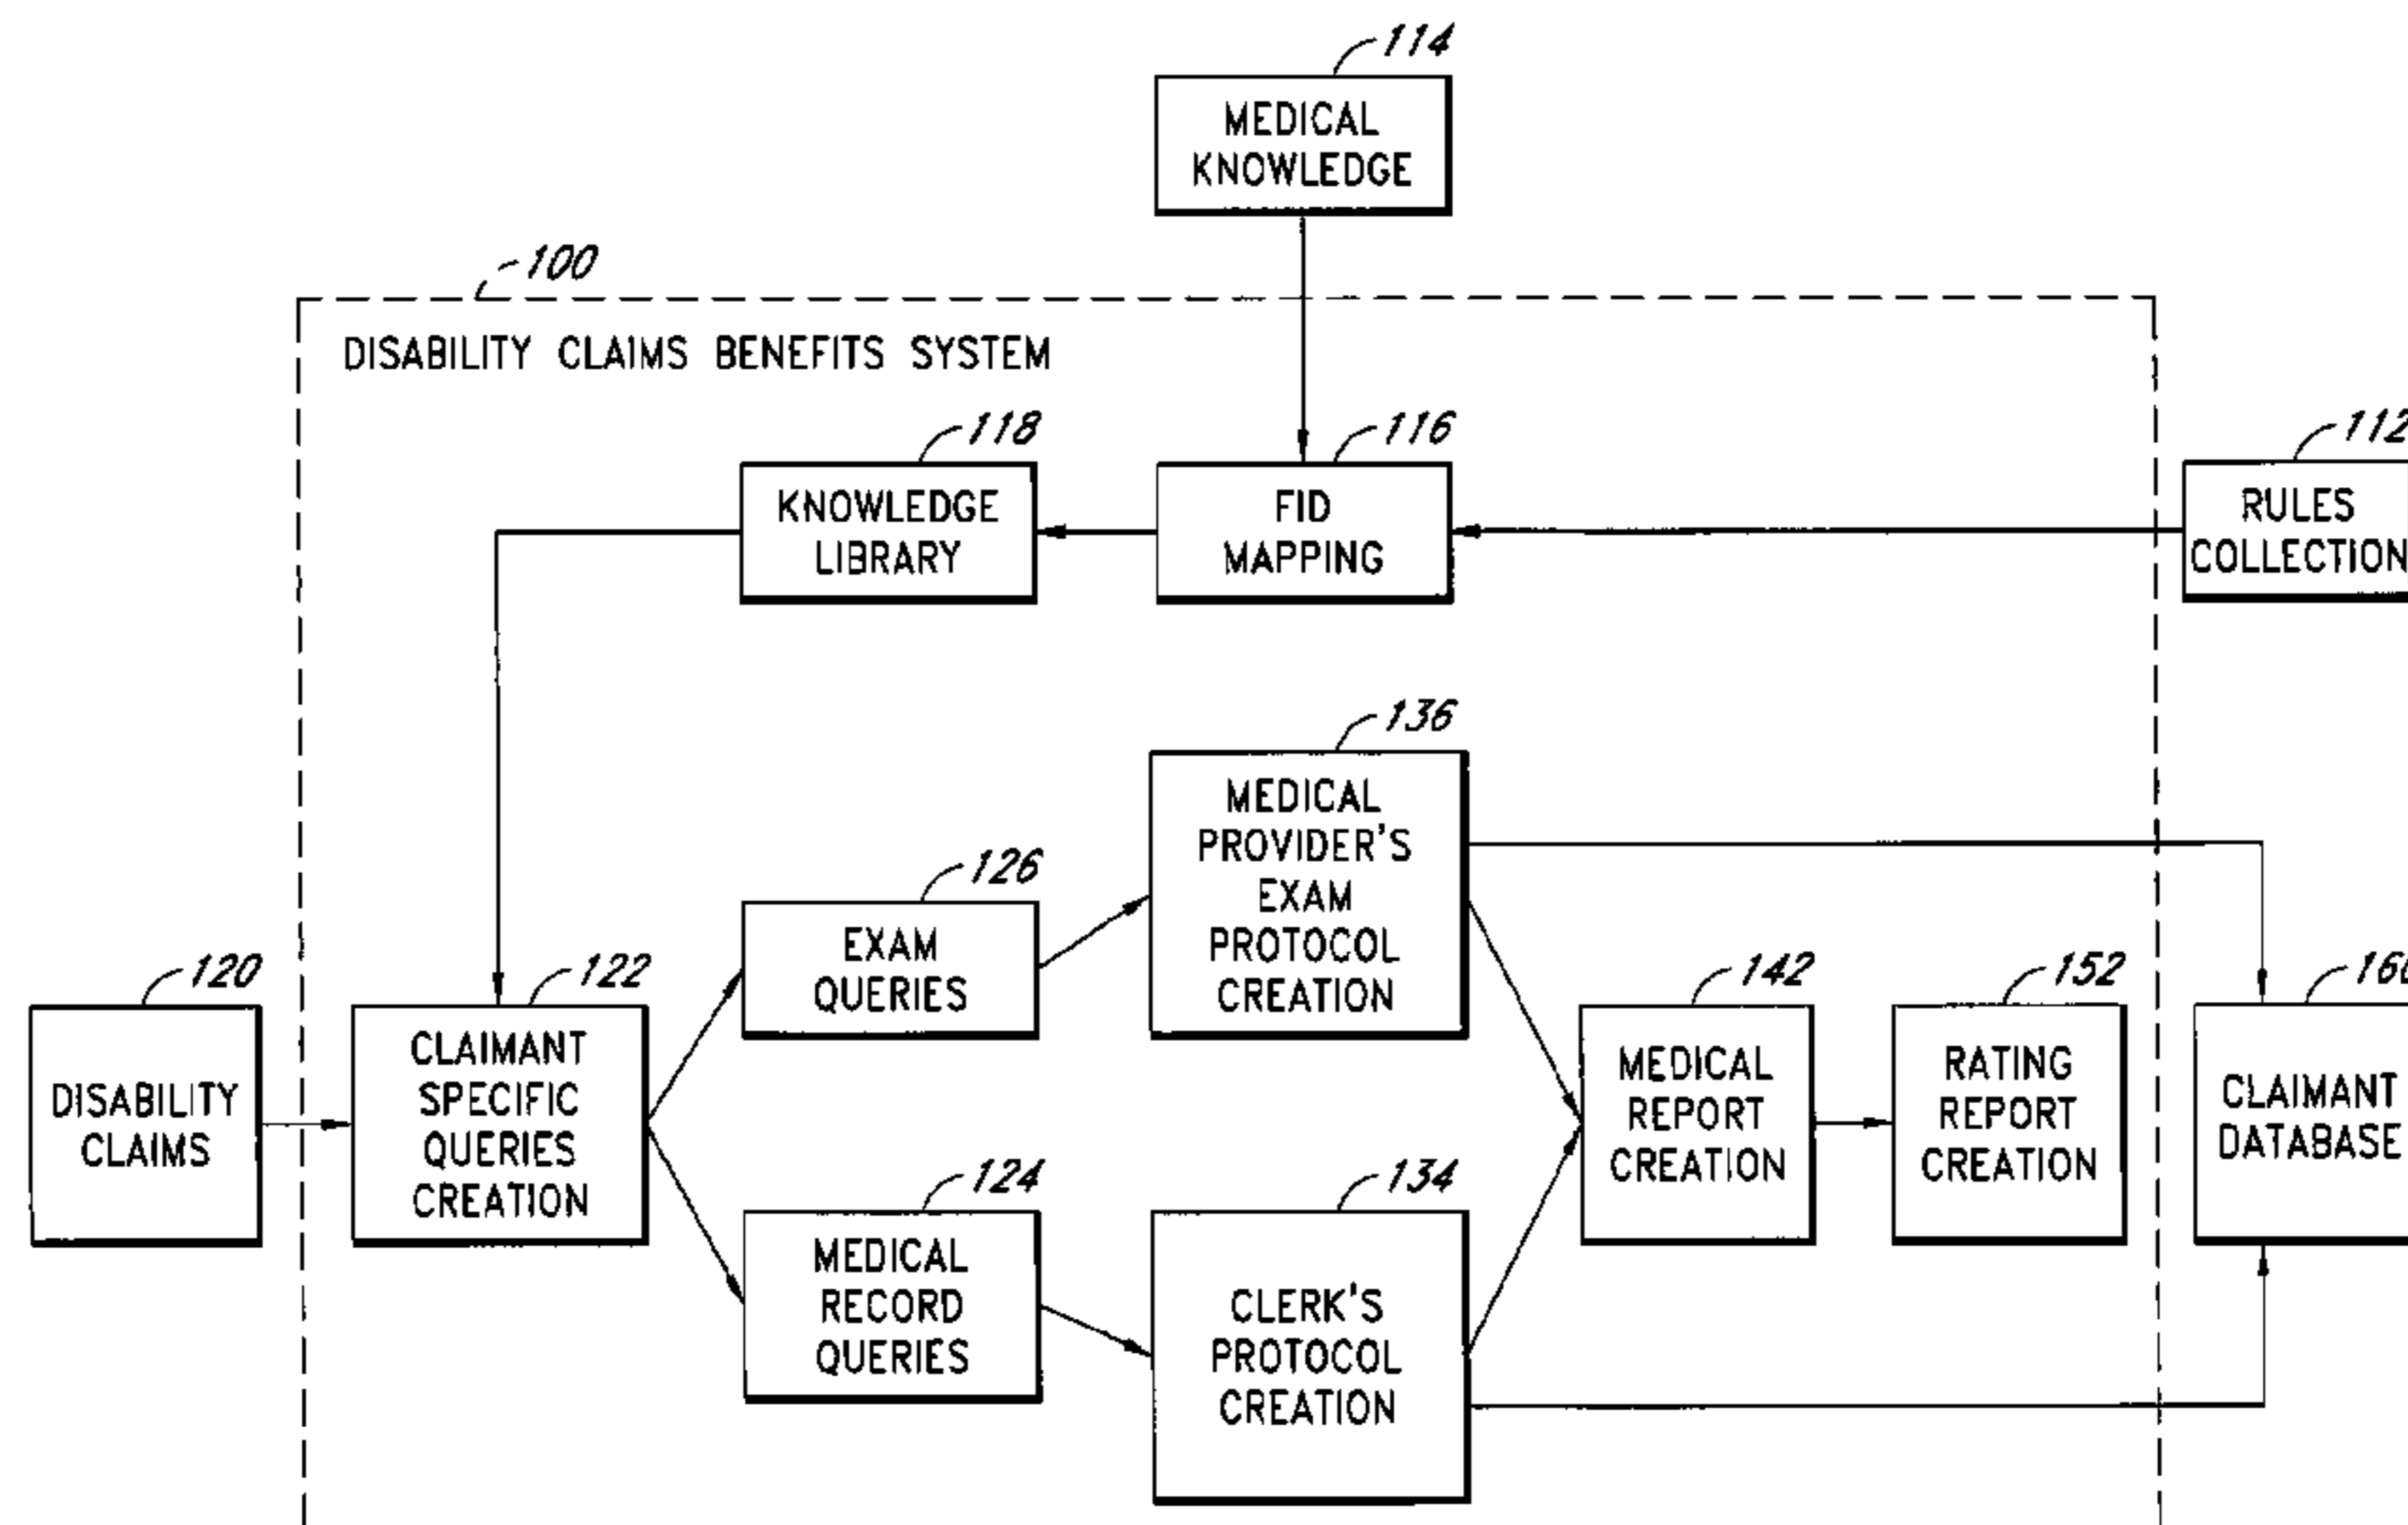 114
MEDICAL
KNOWLEDGE
100
DISABILITY CLAIMS BENEFITS SYSTEM
118
116
112
KNOWLEDGE
LIBRARY
FID
MAPPING
RULES
COLLECTION
136
MEDICAL
PROVIDER'S
EXAM
PROTOCOL
CREATION
126
EXAM
QUERIES
120
122
142
152
DISABILITY
CLAIMS
CLAIMANT
SPECIFIC
QUERIES
CREATION
MEDICAL
REPORT
CREATION
RATING
REPORT
CREATION
CLAIMANT
DATABASE
124
134
MEDICAL
RECORD
QUERIES
CLERK'S
PROTOCOL
CREATION